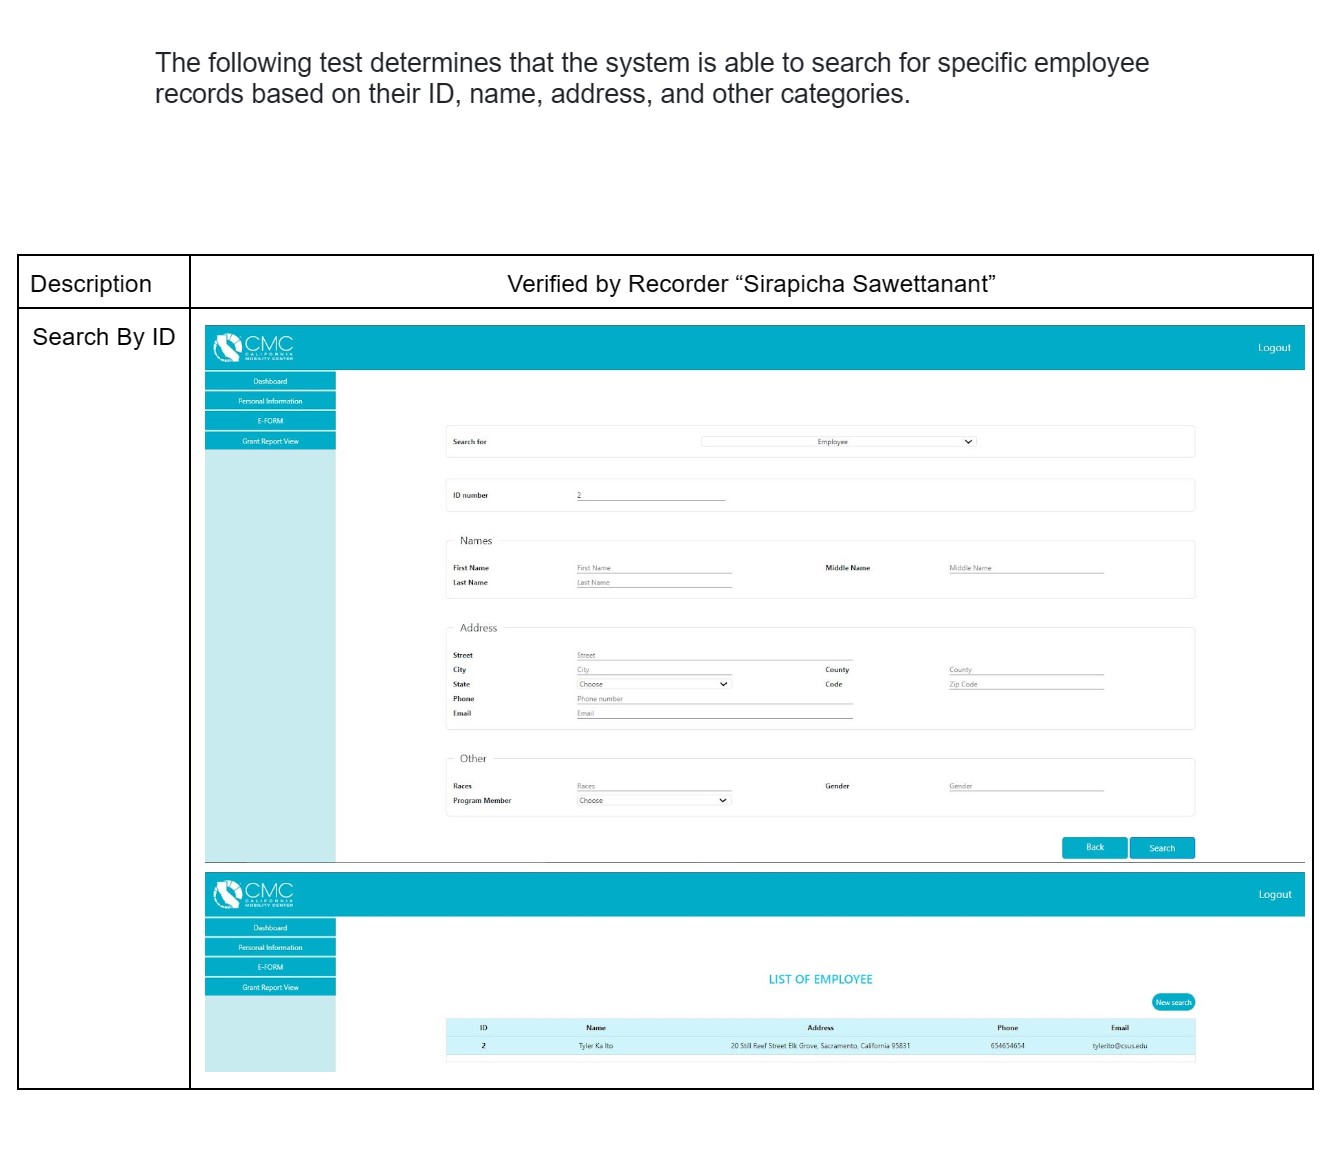 The following test determines that the system is able to search for specific employee
records based on their ID, name, address, and other categories.
Description
Verified by Recorder “Sirapicha Sawettanant”
Search By ID
CMC
CALIFORNIA
MOBILITY CENTER
Logout
Dashboard
Personal Information
E-FORM
Grant Report View
Search for Employee
ID number 2
Names
First Name First Name Middle Name Middle Name
Last Name Last Name
Address
Street Street
City City County County
State Choose Code Zip Code
Phone Phone number
Email Email
Other
Races Races Gender Gender
Program Member Choose
Back Search
CMC
CALIFORNIA
MOBILITY CENTER
Logout
Dashboard
Personal Information
E-FORM
Grant Report View
LIST OF EMPLOYEE
New search
ID Name Address Phone Email
2 Tyler Ka Ito 20 Still Reef Street Elk Grove, Sacramento, California 95831 654654654 tylerito@csus.edu